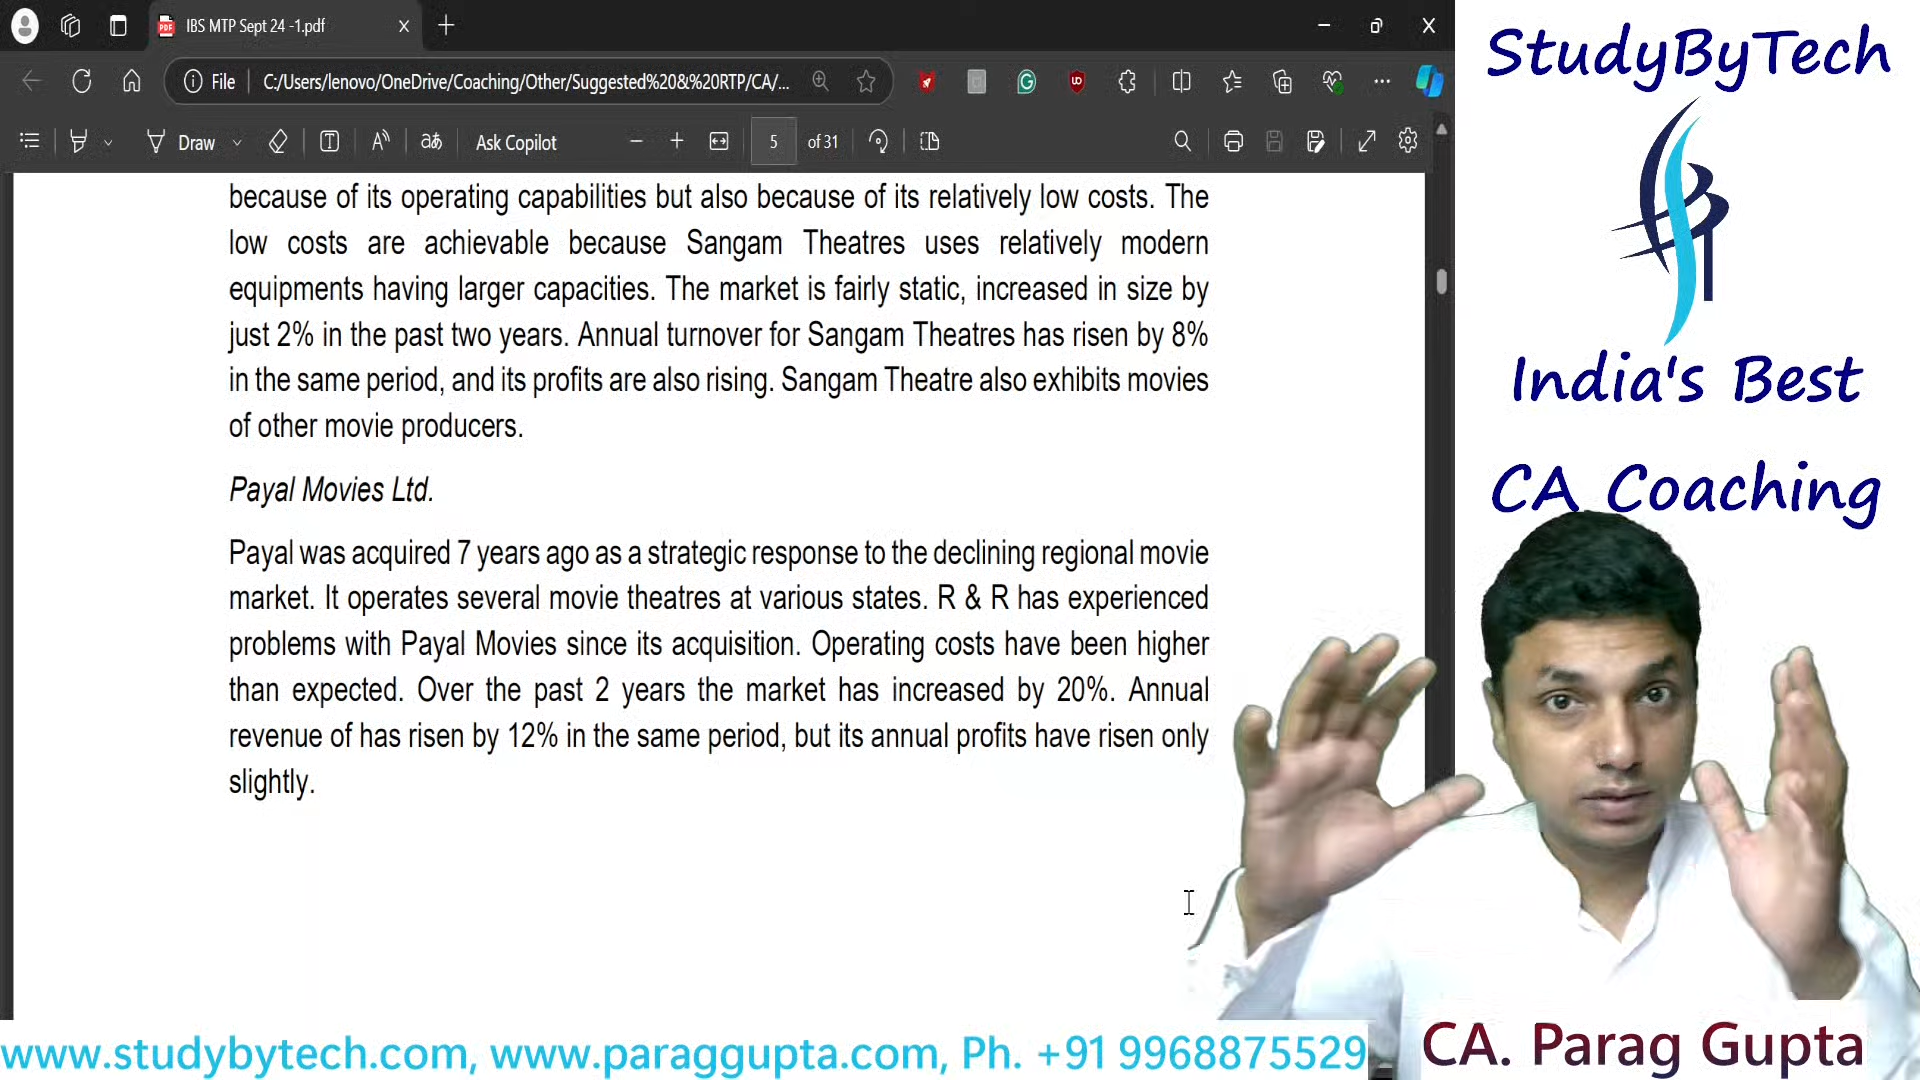 IBS MTP Sept 24 -1.pdf
File C:/Users/lenovo/OneDrive/Coaching/Other/Suggested%20&%20RTP/CA/...
Draw
Ask Copilot
5 of 31
because of its operating capabilities but also because of its relatively low costs. The
low costs are achievable because Sangam Theatres uses relatively modern
equipments having larger capacities. The market is fairly static, increased in size by
just 2% in the past two years. Annual turnover for Sangam Theatres has risen by 8%
in the same period, and its profits are also rising. Sangam Theatre also exhibits movies
of other movie producers.
Payal Movies Ltd.
Payal was acquired 7 years ago as a strategic response to the declining regional movie
market. It operates several movie theatres at various states. R & R has experienced
problems with Payal Movies since its acquisition. Operating costs have been higher
than expected. Over the past 2 years the market has increased by 20%. Annual
revenue of has risen by 12% in the same period, but its annual profits have risen only
slightly.
StudyByTech
India's Best
CA Coaching
www.studybytech.com, www.paraggupta.com, Ph. +91 9968875529
CA. Parag Gupta